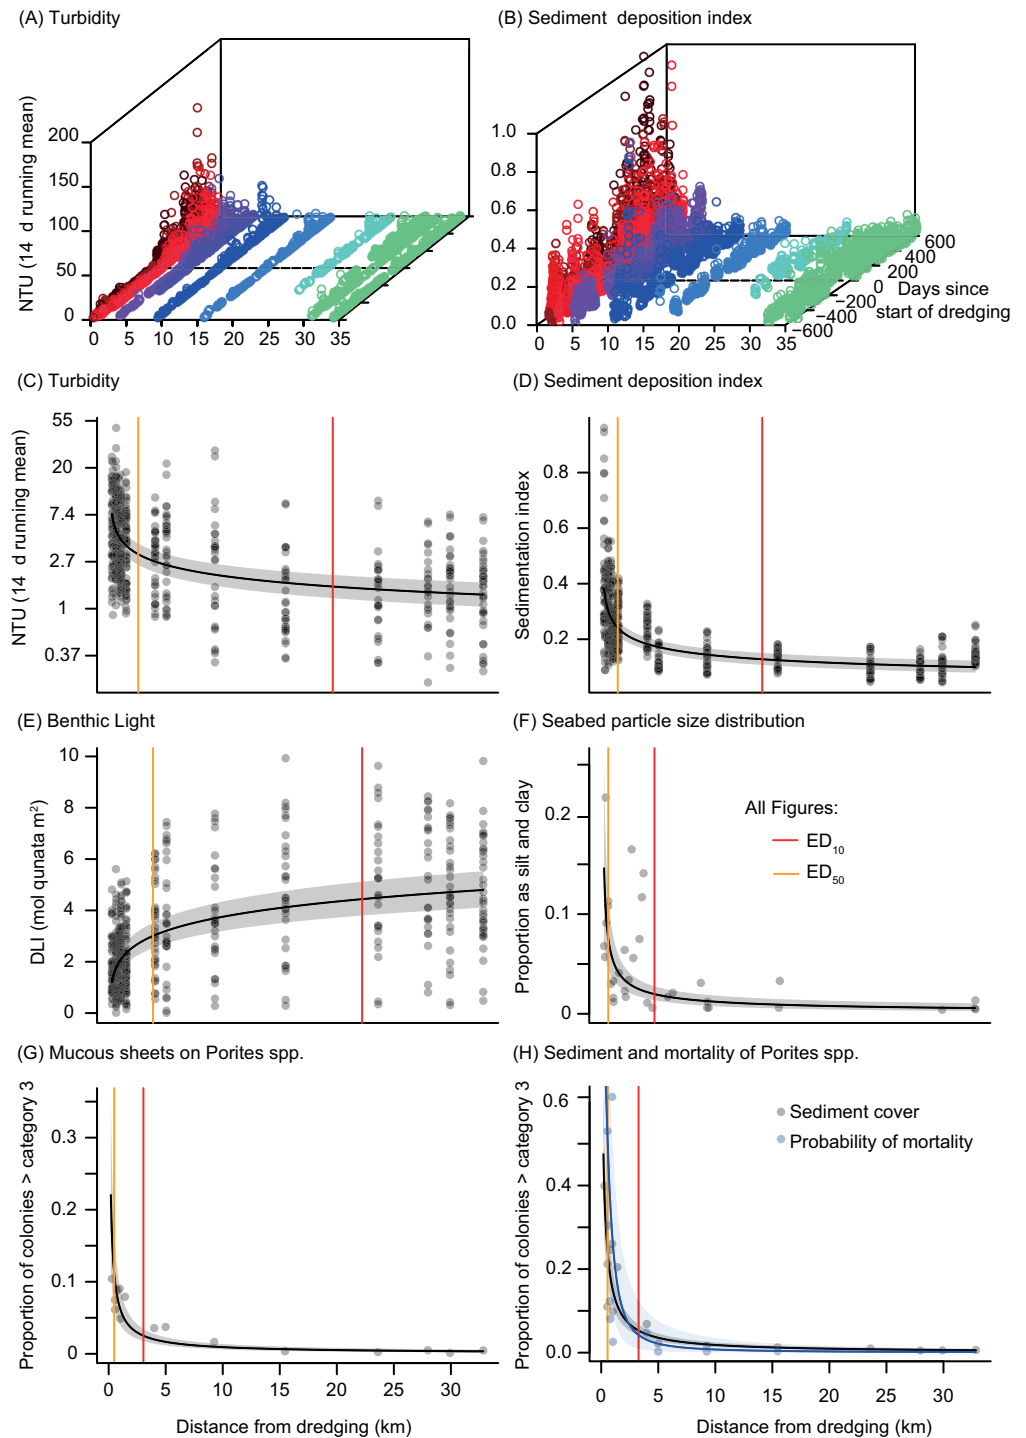 (A) Turbidity
NTU (14 d running mean)
200
150
100
50
0
0 5 10 15 20 25 30 35
(B) Sediment deposition index
1.0
0.8
0.6
0.4
0.2
0.0
0 5 10 15 20 25 30 35
600
400
200
0
−200
−400
−600
Days since
start of dredging
(C) Turbidity
NTU (14 d running mean)
55
20
7.4
2.7
1
0.37
(D) Sediment deposition index
Sedimentation index
0.8
0.6
0.4
0.2
(E) Benthic Light
DLI (mol qunata m²)
10
8
6
4
2
0
(F) Seabed particle size distribution
Proportion as silt and clay
0.2
0.1
0
All Figures:
ED10
ED50
(G) Mucous sheets on Porites spp.
Proportion of colonies > category 3
0.3
0.2
0.1
0
0 5 10 15 20 25 30
Distance from dredging (km)
(H) Sediment and mortality of Porites spp.
Proportion of colonies > category 3
0.6
0.4
0.2
0.0
Sediment cover
Probability of mortality
0 5 10 15 20 25 30
Distance from dredging (km)